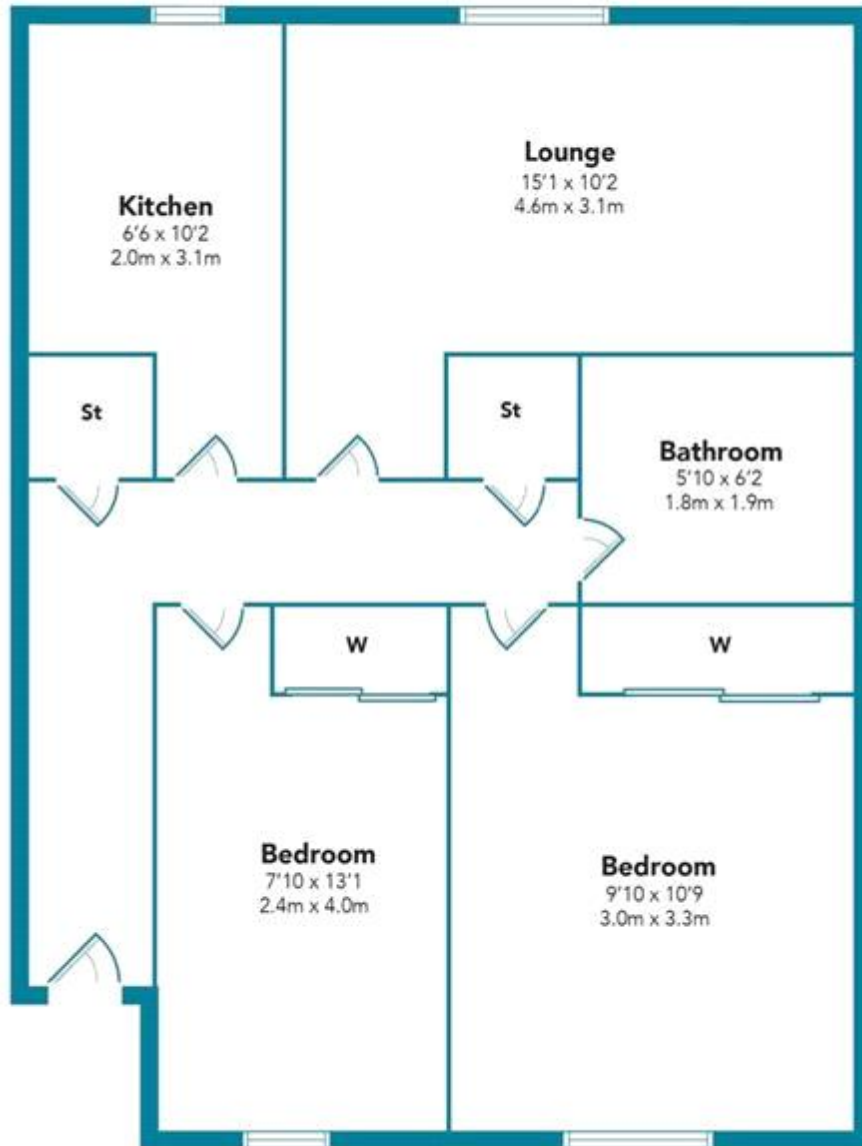 Kitchen
6'6 x 10'2
2.0m x 3.1m
Lounge
15'1 x 10'2
4.6m x 3.1m
St
St
Bathroom
5'10 x 6'2
1.8m x 1.9m
W
W
Bedroom
7'10 x 13'1
2.4m x 4.0m
Bedroom
9'10 x 10'9
3.0m x 3.3m